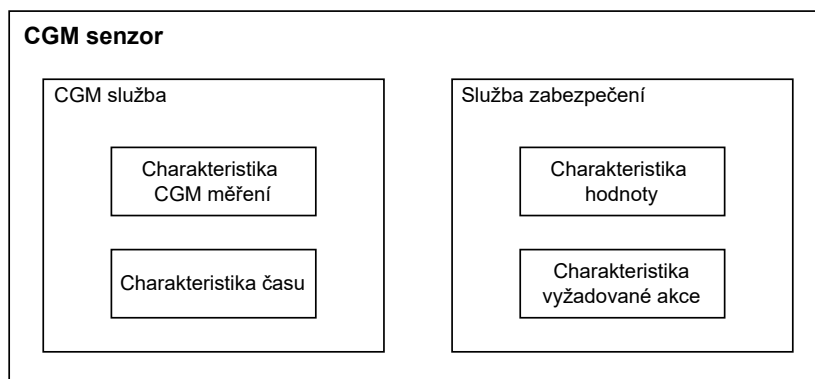 CGM senzor
CGM služba
Charakteristika
CGM měření
Charakteristika času
Služba zabezpečení
Charakteristika
hodnoty
Charakteristika
vyžadované akce